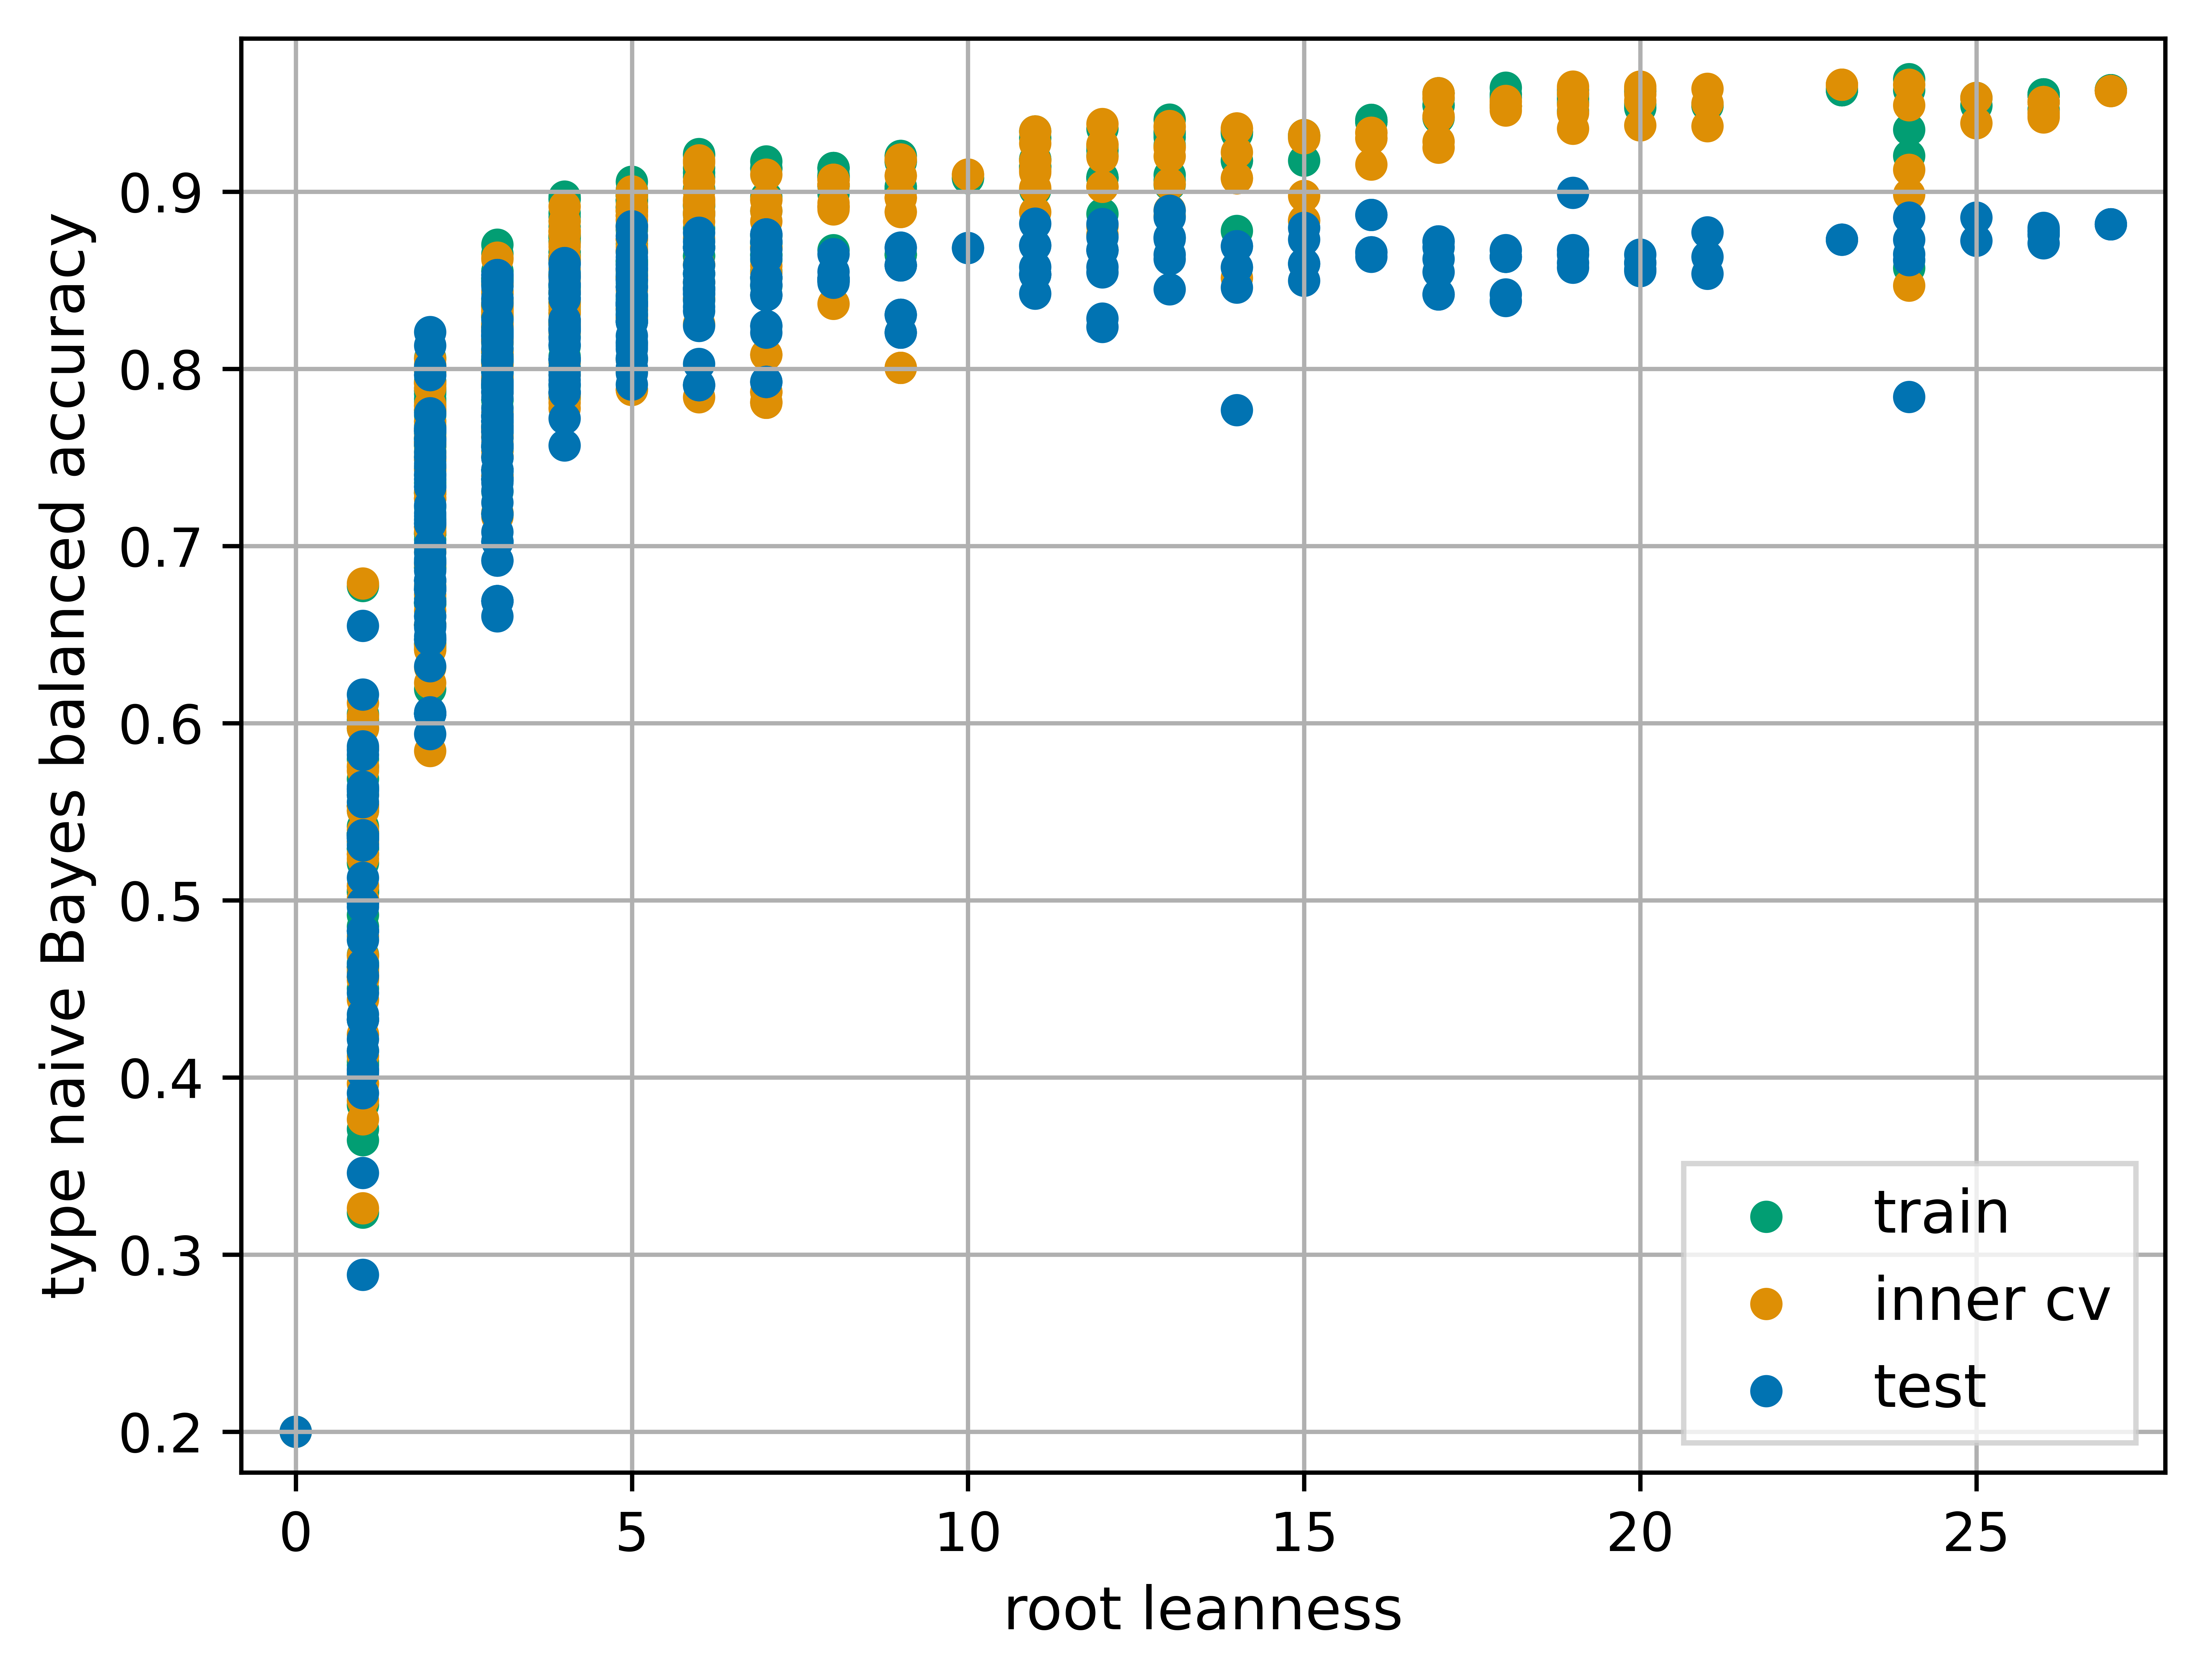 type naive Bayes balanced accuracy
0.9
0.8
0.7
0.6
0.5
0.4
0.3
0.2
train
inner cv
test
0 5 10 15 20 25
root leanness